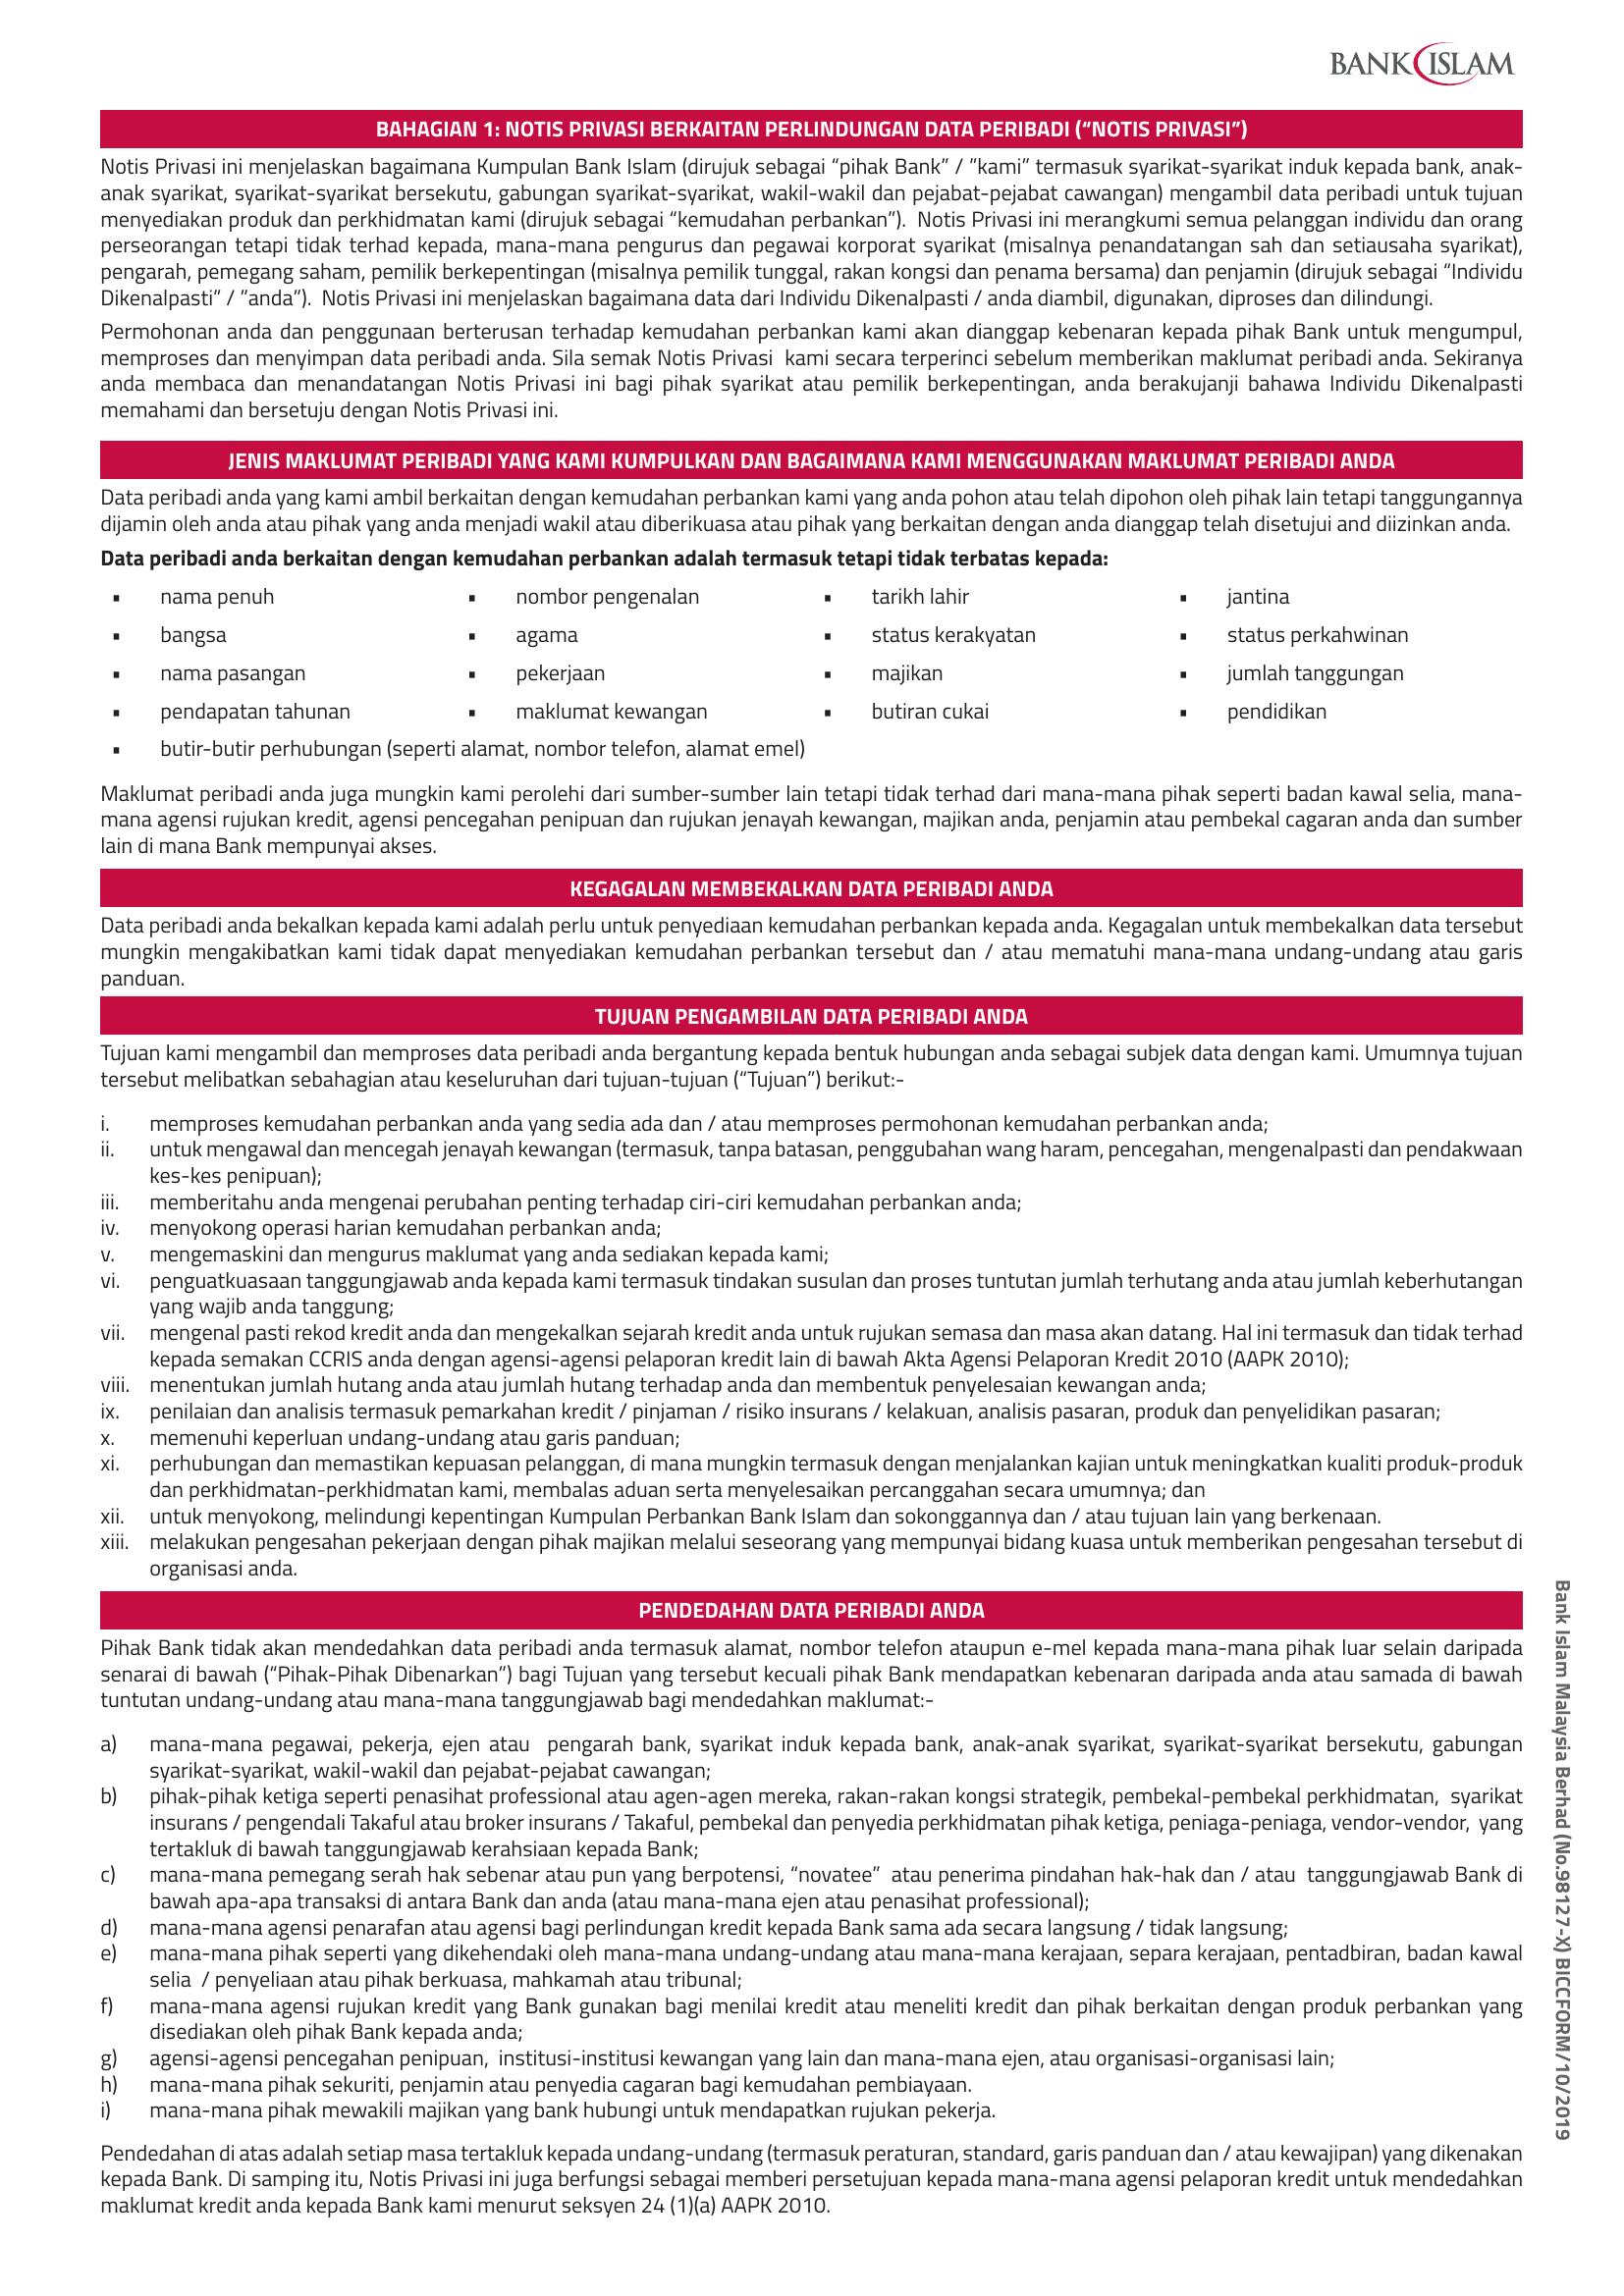 BANK ISLAM
BAHAGIAN 1: NOTIS PRIVASI BERKAITAN PERLINDUNGAN DATA PERIBADI (“NOTIS PRIVASI”)
Notis Privasi ini menjelaskan bagaimana Kumpulan Bank Islam (dirujuk sebagai “pihak Bank” / ”kami” termasuk syarikat-syarikat induk kepada bank, anak-
anak syarikat, syarikat-syarikat bersekutu, gabungan syarikat-syarikat, wakil-wakil dan pejabat-pejabat cawangan) mengambil data peribadi untuk tujuan
menyediakan produk dan perkhidmatan kami (dirujuk sebagai “kemudahan perbankan”). Notis Privasi ini merangkumi semua pelanggan individu dan orang
perseorangan tetapi tidak terhad kepada, mana-mana pengurus dan pegawai korporat syarikat (misalnya penandatangan sah dan setiausaha syarikat),
pengarah, pemegang saham, pemilik berkepentingan (misalnya pemilik tunggal, rakan kongsi dan penama bersama) dan penjamin (dirujuk sebagai “Individu
Dikenalpasti” / ”anda”). Notis Privasi ini menjelaskan bagaimana data dari Individu Dikenalpasti / anda diambil, digunakan, diproses dan dilindungi.
Permohonan anda dan penggunaan berterusan terhadap kemudahan perbankan kami akan dianggap kebenaran kepada pihak Bank untuk mengumpul,
memproses dan menyimpan data peribadi anda. Sila semak Notis Privasi kami secara terperinci sebelum memberikan maklumat peribadi anda. Sekiranya
anda membaca dan menandatangan Notis Privasi ini bagi pihak syarikat atau pemilik berkepentingan, anda berakujanji bahawa Individu Dikenalpasti
memahami dan bersetuju dengan Notis Privasi ini.
JENIS MAKLUMAT PERIBADI YANG KAMI KUMPULKAN DAN BAGAIMANA KAMI MENGGUNAKAN MAKLUMAT PERIBADI ANDA
Data peribadi anda yang kami ambil berkaitan dengan kemudahan perbankan kami yang anda pohon atau telah dipohon oleh pihak lain tetapi tanggungannya
dijamin oleh anda atau pihak yang anda menjadi wakil atau diberikuasa atau pihak yang berkaitan dengan anda dianggap telah disetujui and diizinkan anda.
Data peribadi anda berkaitan dengan kemudahan perbankan adalah termasuk tetapi tidak terbatas kepada:
▪ nama penuh ▪ nombor pengenalan ▪ tarikh lahir ▪ jantina
▪ bangsa ▪ agama ▪ status kerakyatan ▪ status perkahwinan
▪ nama pasangan ▪ pekerjaan ▪ majikan ▪ jumlah tanggungan
▪ pendapatan tahunan ▪ maklumat kewangan ▪ butiran cukai ▪ pendidikan
▪ butir-butir perhubungan (seperti alamat, nombor telefon, alamat emel)
Maklumat peribadi anda juga mungkin kami perolehi dari sumber-sumber lain tetapi tidak terhad dari mana-mana pihak seperti badan kawal selia, mana-
mana agensi rujukan kredit, agensi pencegahan penipuan dan rujukan jenayah kewangan, majikan anda, penjamin atau pembekal cagaran anda dan sumber
lain di mana Bank mempunyai akses.
KEGAGALAN MEMBEKALKAN DATA PERIBADI ANDA
Data peribadi anda bekalkan kepada kami adalah perlu untuk penyediaan kemudahan perbankan kepada anda. Kegagalan untuk membekalkan data tersebut
mungkin mengakibatkan kami tidak dapat menyediakan kemudahan perbankan tersebut dan / atau mematuhi mana-mana undang-undang atau garis
panduan.
TUJUAN PENGAMBILAN DATA PERIBADI ANDA
Tujuan kami mengambil dan memproses data peribadi anda bergantung kepada bentuk hubungan anda sebagai subjek data dengan kami. Umumnya tujuan
tersebut melibatkan sebahagian atau keseluruhan dari tujuan-tujuan (“Tujuan”) berikut:-
i. memproses kemudahan perbankan anda yang sedia ada dan / atau memproses permohonan kemudahan perbankan anda;
ii. untuk mengawal dan mencegah jenayah kewangan (termasuk, tanpa batasan, penggubahan wang haram, pencegahan, mengenalpasti dan pendakwaan
kes-kes penipuan);
iii. memberitahu anda mengenai perubahan penting terhadap ciri-ciri kemudahan perbankan anda;
iv. menyokong operasi harian kemudahan perbankan anda;
v. mengemaskini dan mengurus maklumat yang anda sediakan kepada kami;
vi. penguatkuasaan tanggungjawab anda kepada kami termasuk tindakan susulan dan proses tuntutan jumlah terhutang anda atau jumlah keberhutangan
yang wajib anda tanggung;
vii. mengenal pasti rekod kredit anda dan mengekalkan sejarah kredit anda untuk rujukan semasa dan masa akan datang. Hal ini termasuk dan tidak terhad
kepada semakan CCRIS anda dengan agensi-agensi pelaporan kredit lain di bawah Akta Agensi Pelaporan Kredit 2010 (AAPK 2010);
viii. menentukan jumlah hutang anda atau jumlah hutang terhadap anda dan membentuk penyelesaian kewangan anda;
ix. penilaian dan analisis termasuk pemarkahan kredit / pinjaman / risiko insurans / kelakuan, analisis pasaran, produk dan penyelidikan pasaran;
x. memenuhi keperluan undang-undang atau garis panduan;
xi. perhubungan dan memastikan kepuasan pelanggan, di mana mungkin termasuk dengan menjalankan kajian untuk meningkatkan kualiti produk-produk
dan perkhidmatan-perkhidmatan kami, membalas aduan serta menyelesaikan percanggahan secara umumnya; dan
xii. untuk menyokong, melindungi kepentingan Kumpulan Perbankan Bank Islam dan sokonggannya dan / atau tujuan lain yang berkenaan.
xiii. melakukan pengesahan pekerjaan dengan pihak majikan melalui seseorang yang mempunyai bidang kuasa untuk memberikan pengesahan tersebut di
organisasi anda.
PENDEDAHAN DATA PERIBADI ANDA
Pihak Bank tidak akan mendedahkan data peribadi anda termasuk alamat, nombor telefon ataupun e-mel kepada mana-mana pihak luar selain daripada
senarai di bawah (“Pihak-Pihak Dibenarkan”) bagi Tujuan yang tersebut kecuali pihak Bank mendapatkan kebenaran daripada anda atau samada di bawah
tuntutan undang-undang atau mana-mana tanggungjawab bagi mendedahkan maklumat:-
a) mana-mana pegawai, pekerja, ejen atau pengarah bank, syarikat induk kepada bank, anak-anak syarikat, syarikat-syarikat bersekutu, gabungan
syarikat-syarikat, wakil-wakil dan pejabat-pejabat cawangan;
b) pihak-pihak ketiga seperti penasihat professional atau agen-agen mereka, rakan-rakan kongsi strategik, pembekal-pembekal perkhidmatan, syarikat
insurans / pengendali Takaful atau broker insurans / Takaful, pembekal dan penyedia perkhidmatan pihak ketiga, peniaga-peniaga, vendor-vendor, yang
tertakluk di bawah tanggungjawab kerahsiaan kepada Bank;
c) mana-mana pemegang serah hak sebenar atau pun yang berpotensi, “novatee” atau penerima pindahan hak-hak dan / atau tanggungjawab Bank di
bawah apa-apa transaksi di antara Bank dan anda (atau mana-mana ejen atau penasihat professional);
d) mana-mana agensi penarafan atau agensi bagi perlindungan kredit kepada Bank sama ada secara langsung / tidak langsung;
e) mana-mana pihak seperti yang dikehendaki oleh mana-mana undang-undang atau mana-mana kerajaan, separa kerajaan, pentadbiran, badan kawal
selia / penyeliaan atau pihak berkuasa, mahkamah atau tribunal;
f) mana-mana agensi rujukan kredit yang Bank gunakan bagi menilai kredit atau meneliti kredit dan pihak berkaitan dengan produk perbankan yang
disediakan oleh pihak Bank kepada anda;
g) agensi-agensi pencegahan penipuan, institusi-institusi kewangan yang lain dan mana-mana ejen, atau organisasi-organisasi lain;
h) mana-mana pihak sekuriti, penjamin atau penyedia cagaran bagi kemudahan pembiayaan.
i) mana-mana pihak mewakili majikan yang bank hubungi untuk mendapatkan rujukan pekerja.
Pendedahan di atas adalah setiap masa tertakluk kepada undang-undang (termasuk peraturan, standard, garis panduan dan / atau kewajipan) yang dikenakan
kepada Bank. Di samping itu, Notis Privasi ini juga berfungsi sebagai memberi persetujuan kepada mana-mana agensi pelaporan kredit untuk mendedahkan
maklumat kredit anda kepada Bank kami menurut seksyen 24 (1)(a) AAPK 2010.
Bank Islam Malaysia Berhad (No.98127-X) BICCFORM/10/2019